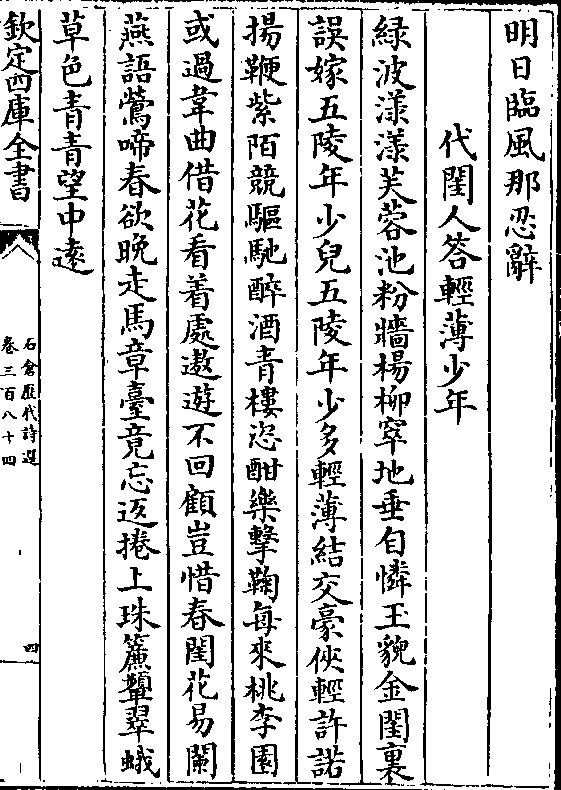 明日臨風那忍辭
代閨人答輕薄少年
緑波漾漾芙蓉池粉牆楊柳窣地垂自憐玉貌金閨裏
誤嫁五陵年少兒五陵年少多輕薄結交豪俠輕許諾
揚鞭紫陌競驅馳醉酒青樓恣酣樂擊鞠每來桃李園
或過韋曲借花看着處遨遊不回顧豈惜春閨花易闌
燕語鶯啼春欲晩走馬章臺竟忘返捲上珠簾顰翠蛾
草色青青望中逺
欽定四庫全書
石倉歷代詩選
卷三百八十四
四